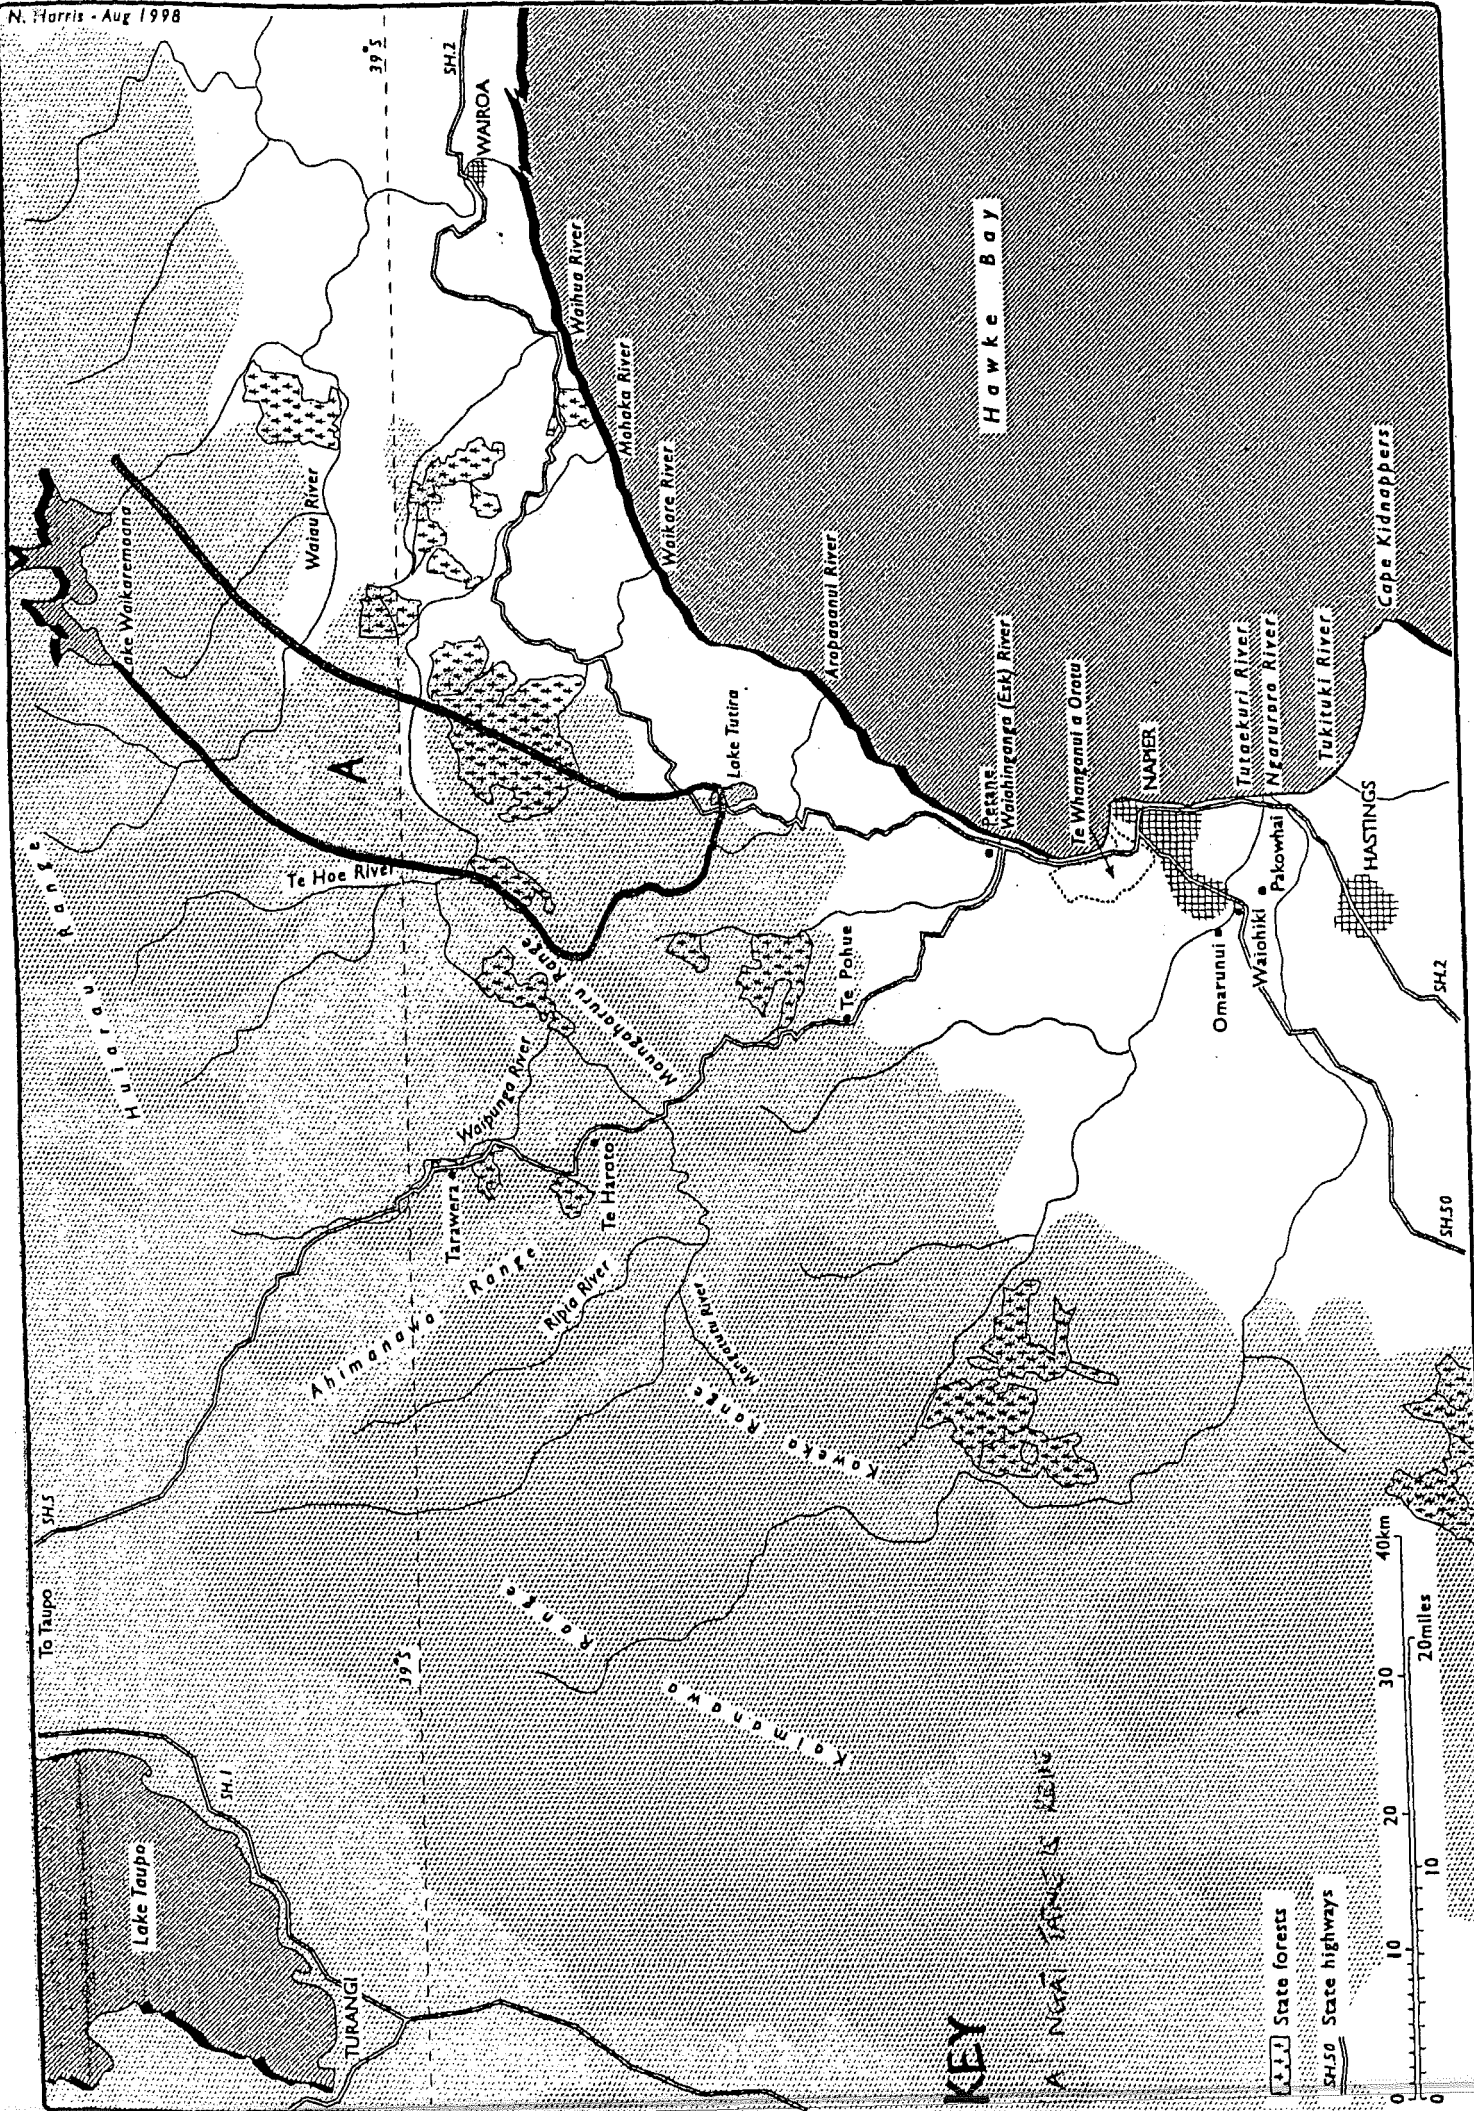 N. Harris - Aug 1998
39°S
SH.2
WAIROA
Waihua River
Mohaka River
Waikare River
Hawke Bay
Arapaoanui River
Cape Kidnappers
Lake Waikaremoana
Waiau River
A
Lake Tutira
Petane
Waiohinganga (Esk) River
Te Whanganui a Orotu
NAPIER
Tutaekuri River
Ngaruroro River
Tukituki River
Huiarau Range
Te Hoe River
Maungaharuru Range
Te Pohue
Omarunui
Waiohiki
Pakowhai
HASTINGS
SH.2
Waipunga River
Tarawera
Te Haroto
Ahimanawa Range
Ripia River
Mangatutu River
Kaweka Range
SH.50
SH.5
To Taupo
39°S
Kaimanawa Range
SH.1
Lake Taupo
TURANGI
KEY
A NGĀI TĀNE
State forests
SH.50 State highways
0 10 20 30 40km
0 10 20miles